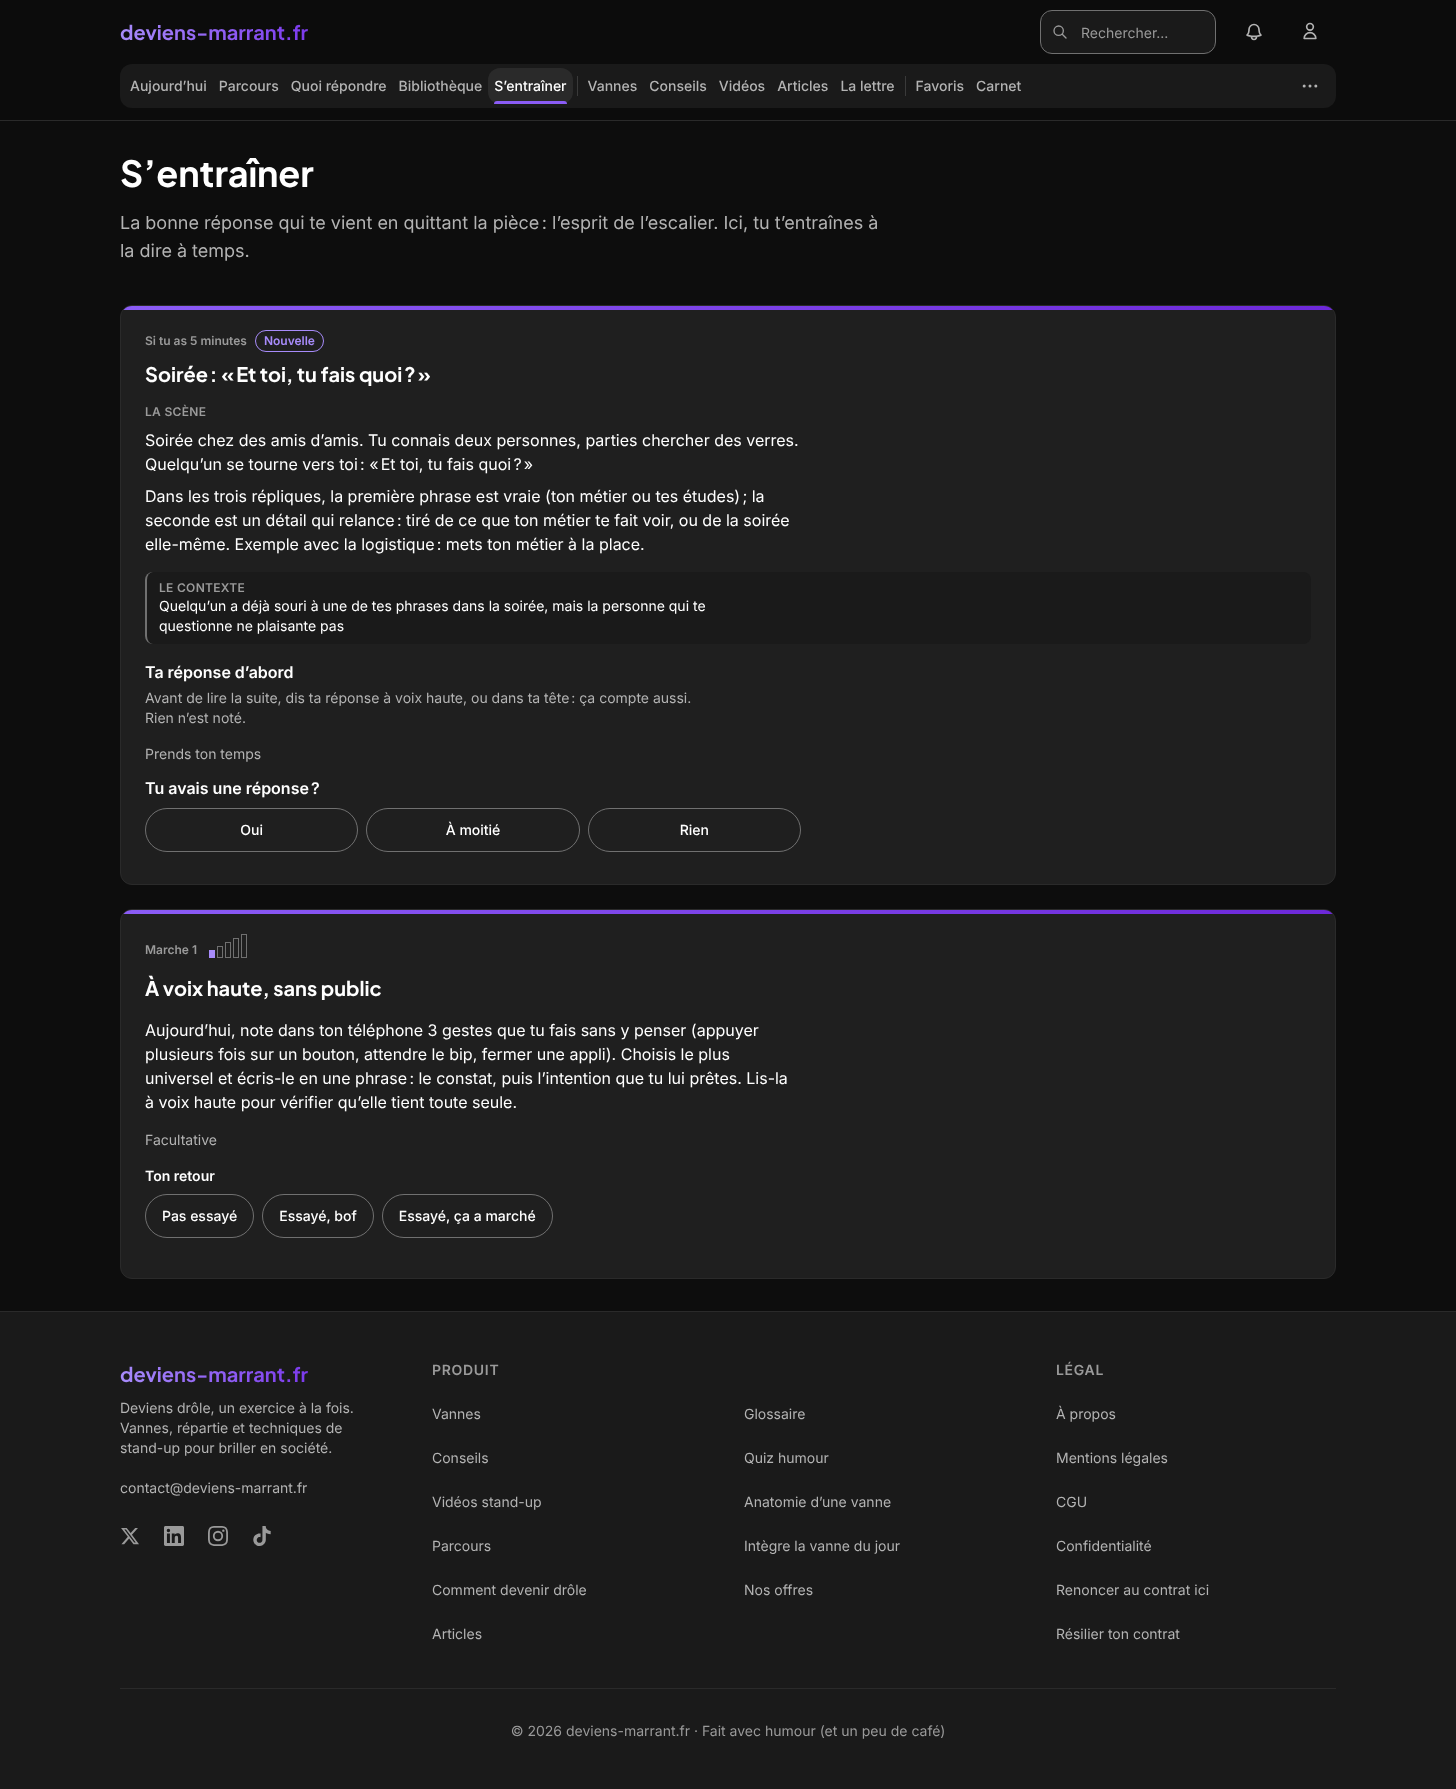 deviens-marrant.fr
Rechercher...
Aujourd’hui Parcours Quoi répondre Bibliothèque S’entraîner Vannes Conseils Vidéos Articles La lettre Favoris Carnet
S’entraîner
La bonne réponse qui te vient en quittant la pièce : l’esprit de l’escalier. Ici, tu t’entraînes à
la dire à temps.
Si tu as 5 minutes Nouvelle
Soirée : « Et toi, tu fais quoi ? »
LA SCÈNE
Soirée chez des amis d’amis. Tu connais deux personnes, parties chercher des verres.
Quelqu’un se tourne vers toi : « Et toi, tu fais quoi ? »
Dans les trois répliques, la première phrase est vraie (ton métier ou tes études) ; la
seconde est un détail qui relance : tiré de ce que ton métier te fait voir, ou de la soirée
elle-même. Exemple avec la logistique : mets ton métier à la place.
LE CONTEXTE
Quelqu’un a déjà souri à une de tes phrases dans la soirée, mais la personne qui te
questionne ne plaisante pas
Ta réponse d’abord
Avant de lire la suite, dis ta réponse à voix haute, ou dans ta tête : ça compte aussi.
Rien n’est noté.
Prends ton temps
Tu avais une réponse ?
Oui À moitié Rien
Marche 1
À voix haute, sans public
Aujourd’hui, note dans ton téléphone 3 gestes que tu fais sans y penser (appuyer
plusieurs fois sur un bouton, attendre le bip, fermer une appli). Choisis le plus
universel et écris-le en une phrase : le constat, puis l’intention que tu lui prêtes. Lis-la
à voix haute pour vérifier qu’elle tient toute seule.
Facultative
Ton retour
Pas essayé Essayé, bof Essayé, ça a marché
deviens-marrant.fr
Deviens drôle, un exercice à la fois.
Vannes, répartie et techniques de
stand-up pour briller en société.
contact@deviens-marrant.fr
PRODUIT
Vannes
Conseils
Vidéos stand-up
Parcours
Comment devenir drôle
Articles
Glossaire
Quiz humour
Anatomie d’une vanne
Intègre la vanne du jour
Nos offres
LÉGAL
À propos
Mentions légales
CGU
Confidentialité
Renoncer au contrat ici
Résilier ton contrat
© 2026 deviens-marrant.fr · Fait avec humour (et un peu de café)